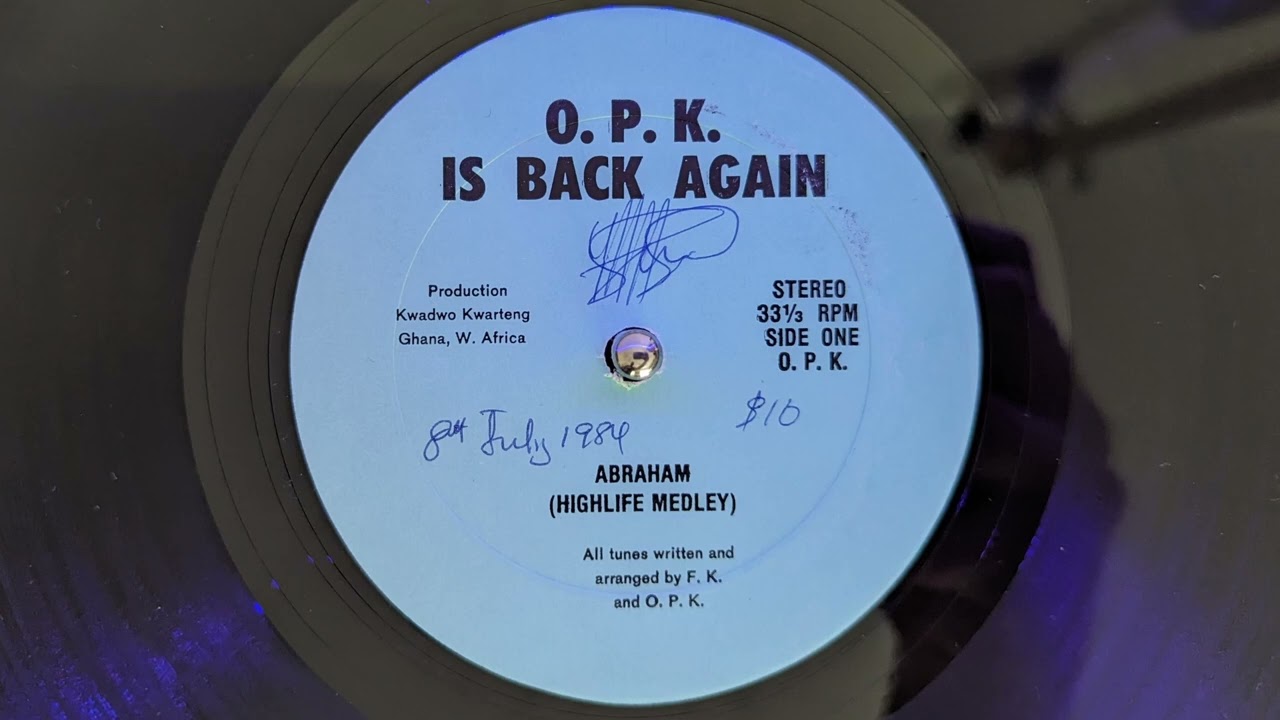 O. P. K.
IS BACK AGAIN
Production
Kwadwo Kwarteng
Ghana, W. Africa
STEREO
33⅓ RPM
SIDE ONE
O. P. K.
8th July 1984
$10
ABRAHAM
(HIGHLIFE MEDLEY)
All tunes written and
arranged by F. K.
and O. P. K.